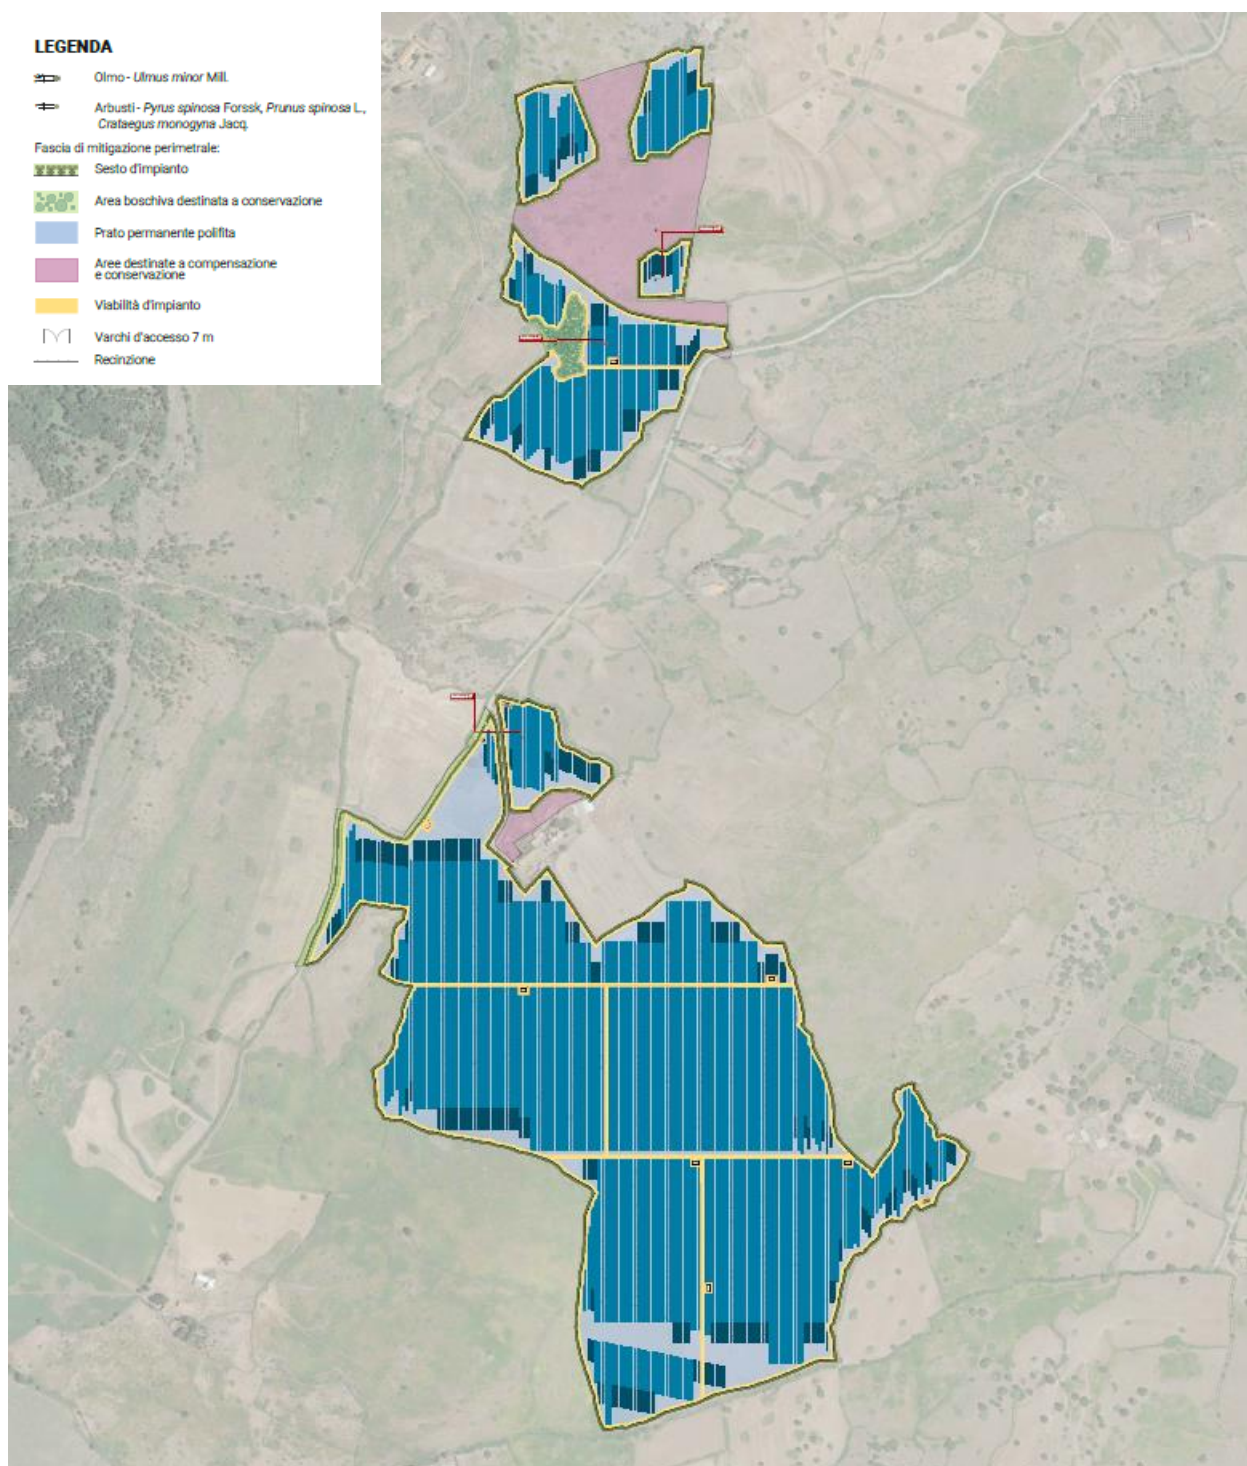 LEGENDA
Olmo - Ulmus minor Mill.
Arbusti - Pyrus spinosa Forssk, Prunus spinosa L.,
Crataegus monogyna Jacq.
Fascia di mitigazione perimetrale:
Sesto d'impianto
Area boschiva destinata a conservazione
Prato permanente polifita
Aree destinate a compensazione
e conservazione
Viabilità d'impianto
Varchi d'accesso 7 m
Recinzione